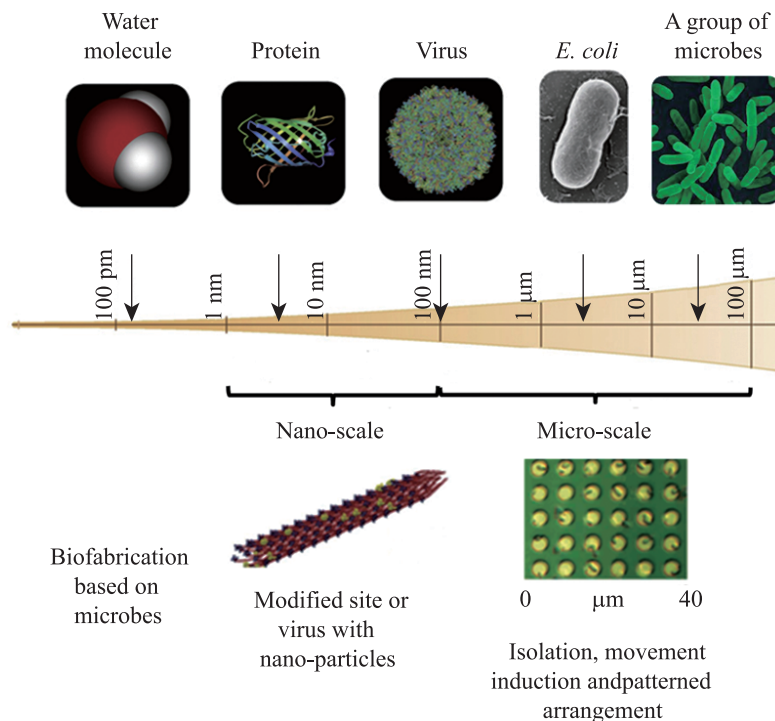 Water
molecule
Protein
Virus
E. coli
A group of
microbes
100 pm
1 nm
10 nm
100 nm
1 μm
10 μm
100 μm
Nano-scale
Micro-scale
Biofabrication
based on
microbes
Modified site or
virus with
nano-particles
0 μm 40
Isolation, movement
induction andpatterned
arrangement